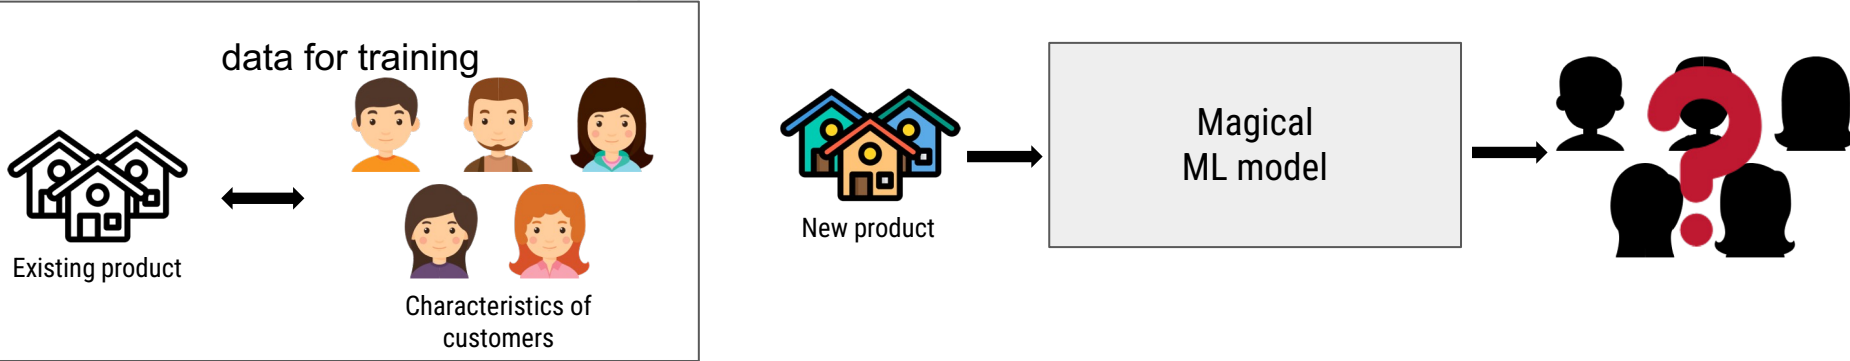 data for training
Existing product
Characteristics of
customers
New product
Magical
ML model